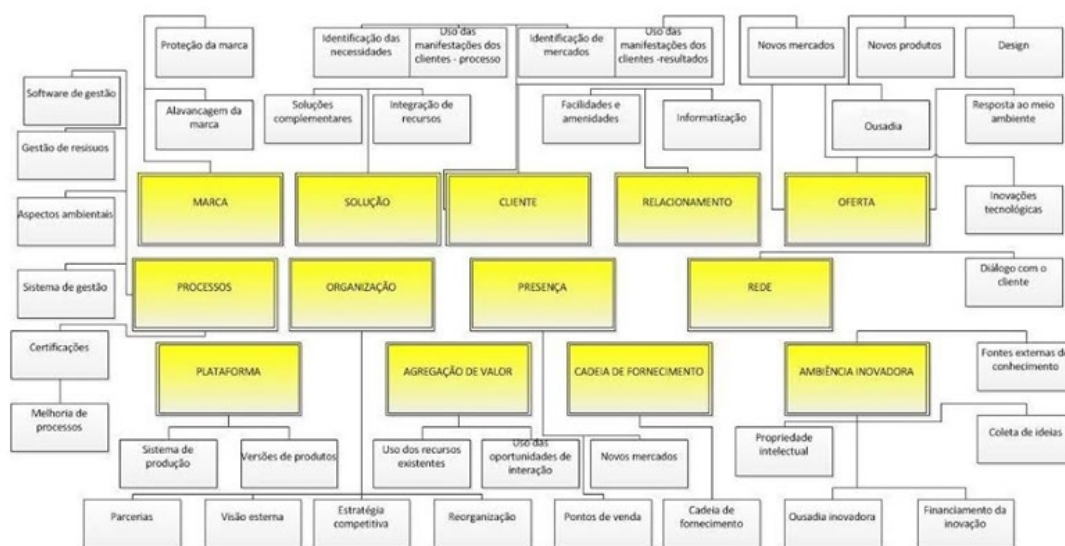 Proteção da marca
Identificação das
necessidades
Uso das
manifestações dos
clientes - processo
Identificação de
mercados
Uso das
manifestações dos
clientes -resultados
Novos mercados
Novos produtos
Design
Software de gestão
Alavancagem da
marca
Soluções
complementares
Integração de
recursos
Facilidades e
amenidades
Informatização
Ousadia
Resposta ao meio
ambiente
Gestão de resisuos
Aspectos ambientais
MARCA
SOLUÇÃO
CLIENTE
RELACIONAMENTO
OFERTA
Inovações
tecnológicas
Sistema de gestão
PROCESSOS
ORGANIZAÇÃO
PRESENÇA
REDE
Diálogo com o
cliente
Certificações
PLATAFORMA
AGREGAÇÃO DE VALOR
CADEIA DE FORNECIMENTO
AMBIÊNCIA INOVADORA
Fontes externas de
conhecimento
Melhoria de
processos
Sistema de
produção
Versões de produtos
Uso dos recursos
existentes
Uso das
oportunidades de
interação
Novos mercados
Propriedade
intelectual
Coleta de ideias
Parcerias
Visão esterna
Estratégia
competitiva
Reorganização
Pontos de venda
Cadeia de
fornecimento
Ousadia inovadora
Financiamento da
inovação